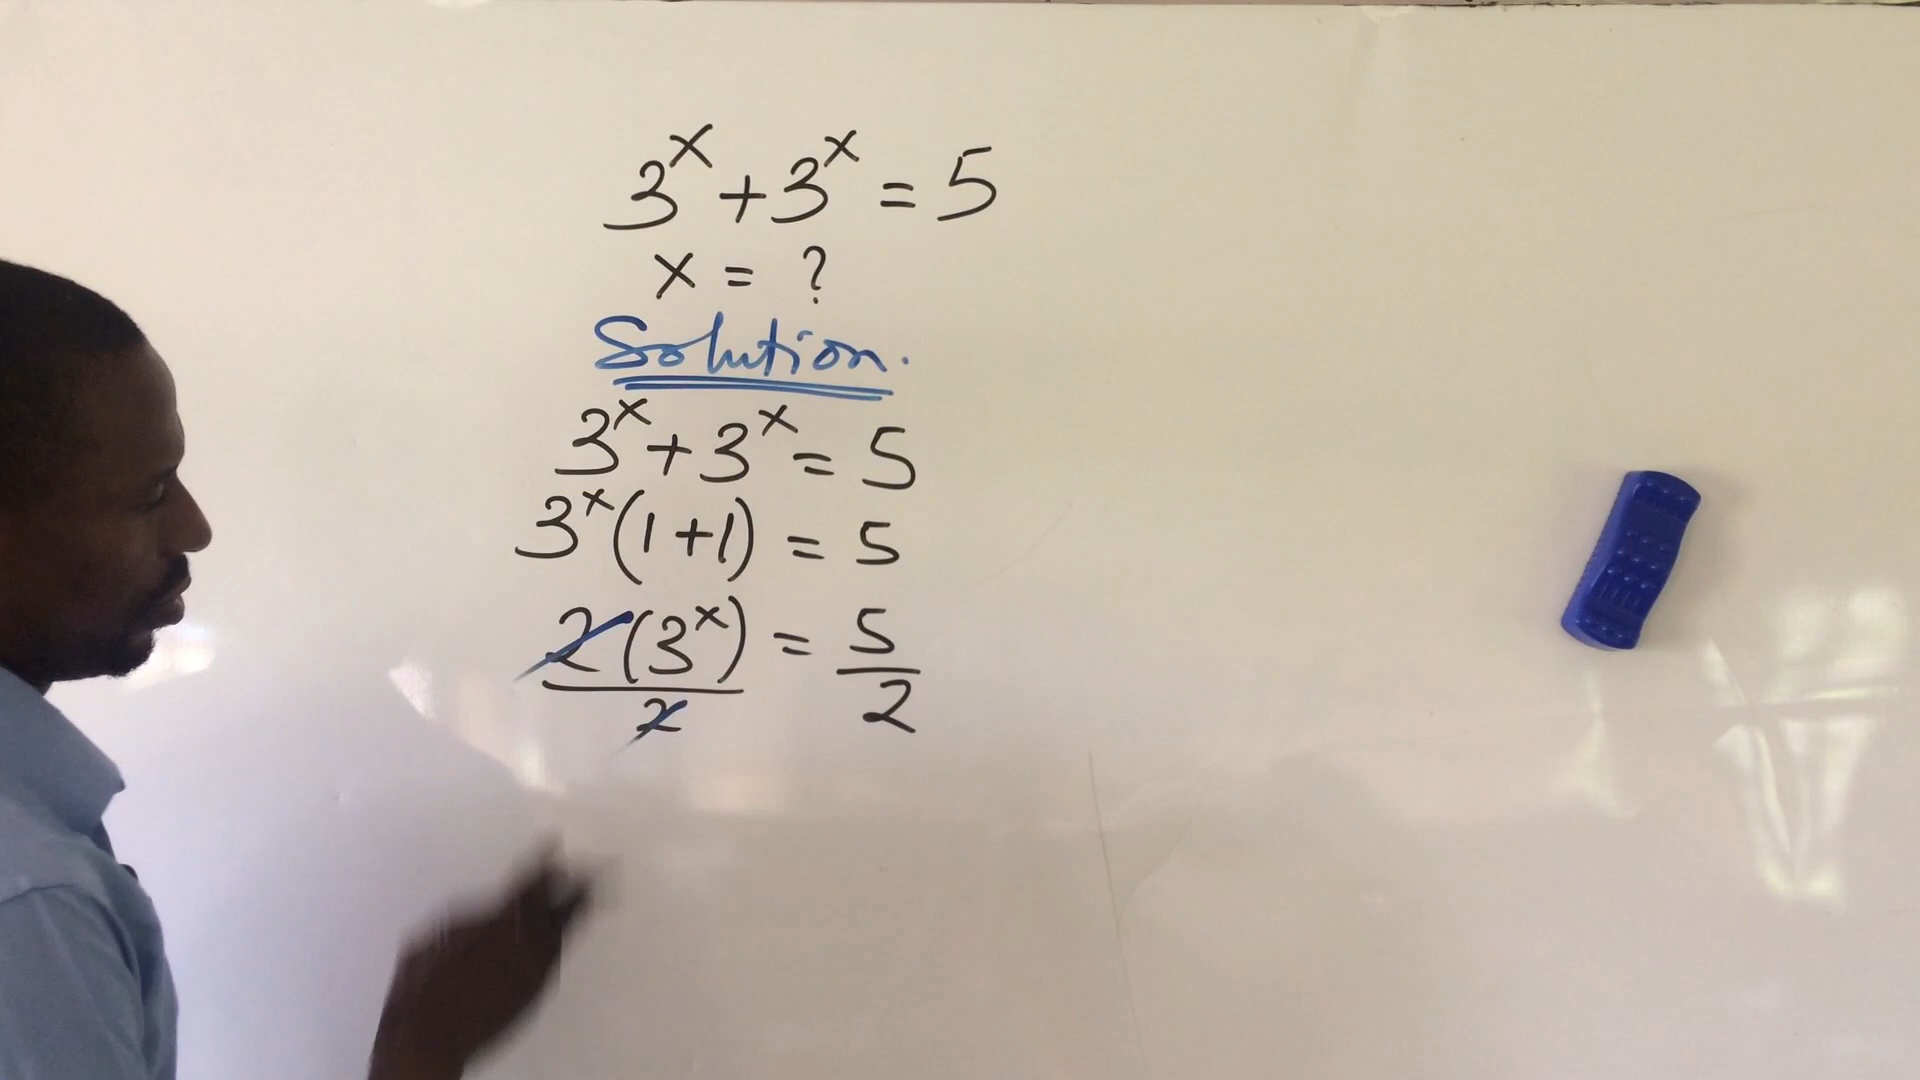 3^x + 3^x = 5
x = ?
Solution.
3^x + 3^x = 5
3^x (1 + 1) = 5
2(3^x)/2 = 5/2